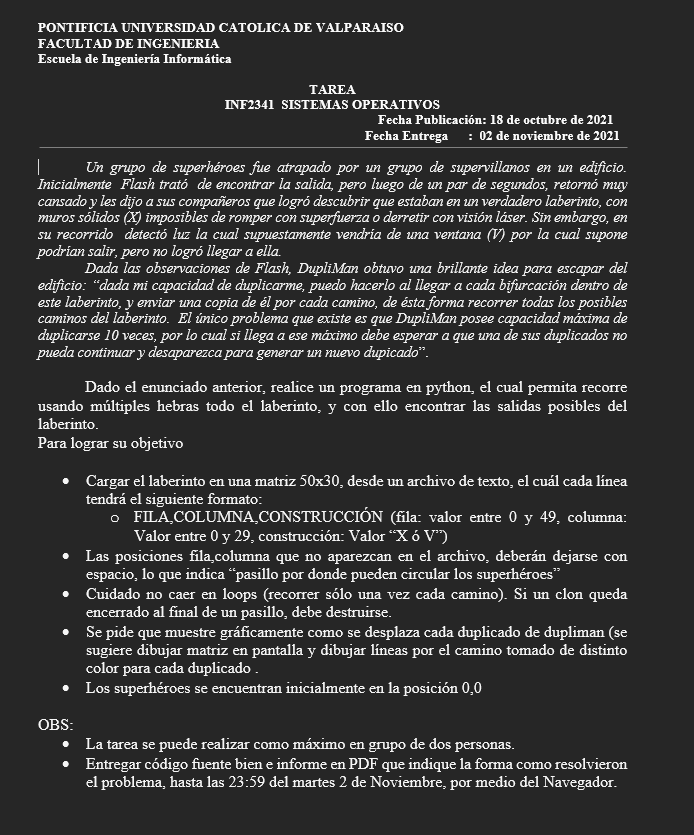 PONTIFICIA UNIVERSIDAD CATOLICA DE VALPARAISO
FACULTAD DE INGENIERIA
Escuela de Ingeniería Informática
TAREA
INF2341 SISTEMAS OPERATIVOS
Fecha Publicación: 18 de octubre de 2021
Fecha Entrega : 02 de noviembre de 2021
Un grupo de superhéroes fue atrapado por un grupo de supervillanos en un edificio.
Inicialmente Flash trató de encontrar la salida, pero luego de un par de segundos, retornó muy
cansado y les dijo a sus compañeros que logró descubrir que estaban en un verdadero laberinto, con
muros sólidos (X) imposibles de romper con superfuerza o derretir con visión láser. Sin embargo, en
su recorrido detectó luz la cual supuestamente vendría de una ventana (V) por la cual supone
podrían salir, pero no logró llegar a ella.
Dada las observaciones de Flash, DupliMan obtuvo una brillante idea para escapar del
edificio: “dada mi capacidad de duplicarme, puedo hacerlo al llegar a cada bifurcación dentro de
este laberinto, y enviar una copia de él por cada camino, de ésta forma recorrer todas los posibles
caminos del laberinto. El único problema que existe es que DupliMan posee capacidad máxima de
duplicarse 10 veces, por lo cual si llega a ese máximo debe esperar a que una de sus duplicados no
pueda continuar y desaparezca para generar un nuevo dupicado”.
Dado el enunciado anterior, realice un programa en python, el cual permita recorre
usando múltiples hebras todo el laberinto, y con ello encontrar las salidas posibles del
laberinto.
Para lograr su objetivo
• Cargar el laberinto en una matriz 50x30, desde un archivo de texto, el cuál cada línea
tendrá el siguiente formato:
o FILA,COLUMNA,CONSTRUCCIÓN (fila: valor entre 0 y 49, columna:
Valor entre 0 y 29, construcción: Valor “X ó V”)
• Las posiciones fila,columna que no aparezcan en el archivo, deberán dejarse con
espacio, lo que indica “pasillo por donde pueden circular los superhéroes”
• Cuidado no caer en loops (recorrer sólo una vez cada camino). Si un clon queda
encerrado al final de un pasillo, debe destruirse.
• Se pide que muestre gráficamente como se desplaza cada duplicado de dupliman (se
sugiere dibujar matriz en pantalla y dibujar líneas por el camino tomado de distinto
color para cada duplicado .
• Los superhéroes se encuentran inicialmente en la posición 0,0
OBS:
• La tarea se puede realizar como máximo en grupo de dos personas.
• Entregar código fuente bien e informe en PDF que indique la forma como resolvieron
el problema, hasta las 23:59 del martes 2 de Noviembre, por medio del Navegador.